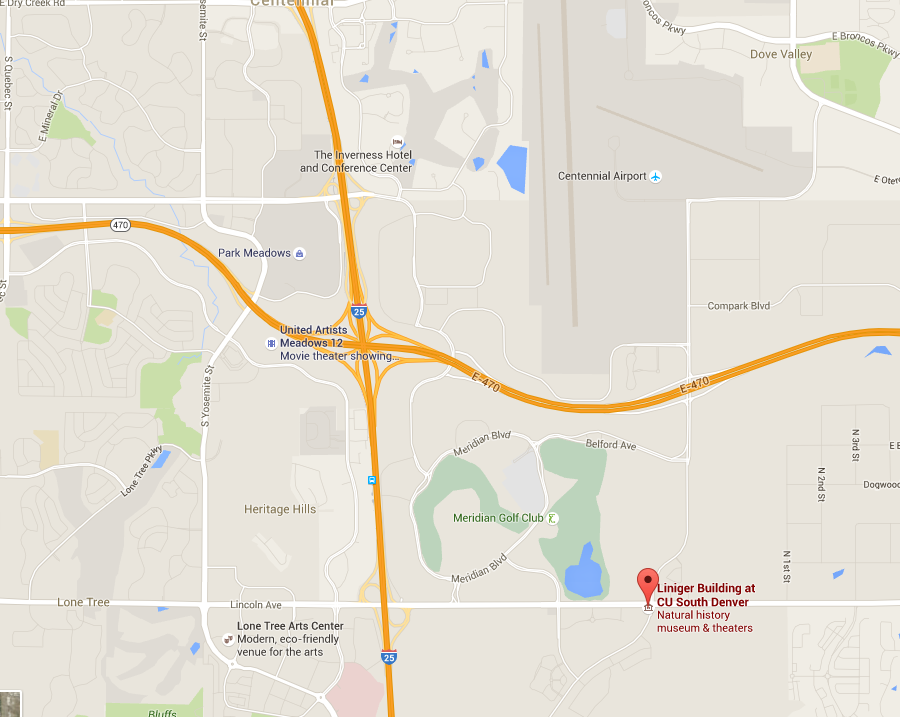 E Dry Creek Rd
Centennial
Yosemite St
Broncos Pkwy
E Broncos Pkwy
Dove Valley
S Quebec St
E Mineral Dr
The Inverness Hotel
and Conference Center
Centennial Airport
470
Park Meadows
25
Compark Blvd
United Artists
Meadows 12
Movie theater showing...
E-470
E-470
S Yosemite St
Meridian Blvd
Belford Ave
N 3rd St
Lone Tree Pkwy
N 2nd St
Dogwood
Heritage Hills
Meridian Golf Club
Meridian Blvd
N 1st St
Liniger Building at
CU South Denver
Natural history
museum & theaters
Lone Tree
Lincoln Ave
Lone Tree Arts Center
Modern, eco-friendly
venue for the arts
25
Bluffs